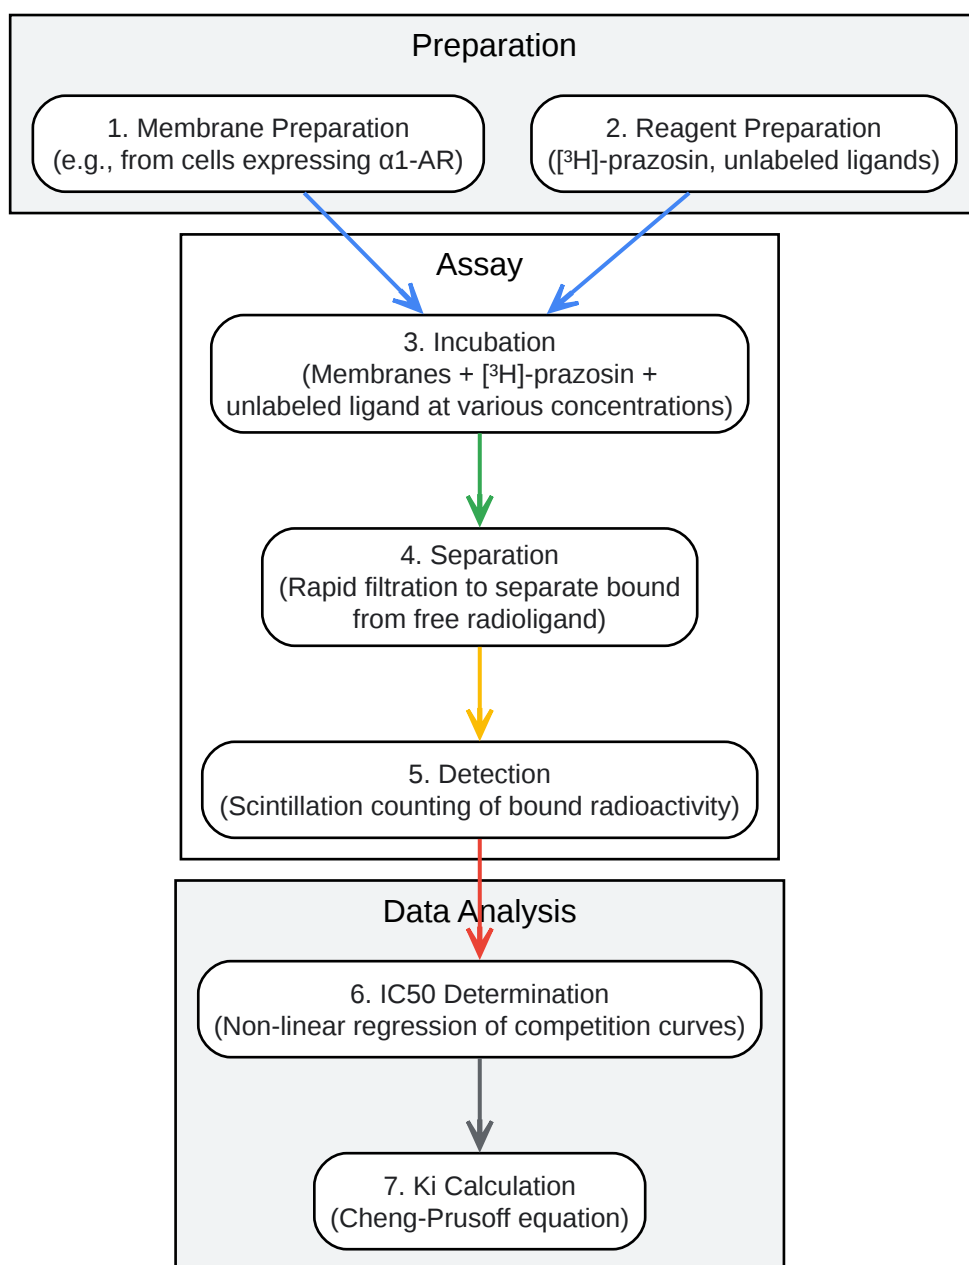 Preparation
1. Membrane Preparation
(e.g., from cells expressing α1-AR)
2. Reagent Preparation
([³H]-prazosin, unlabeled ligands)
Assay
3. Incubation
(Membranes + [³H]-prazosin +
unlabeled ligand at various concentrations)
4. Separation
(Rapid filtration to separate bound
from free radioligand)
5. Detection
(Scintillation counting of bound radioactivity)
Data Analysis
6. IC50 Determination
(Non-linear regression of competition curves)
7. Ki Calculation
(Cheng-Prusoff equation)